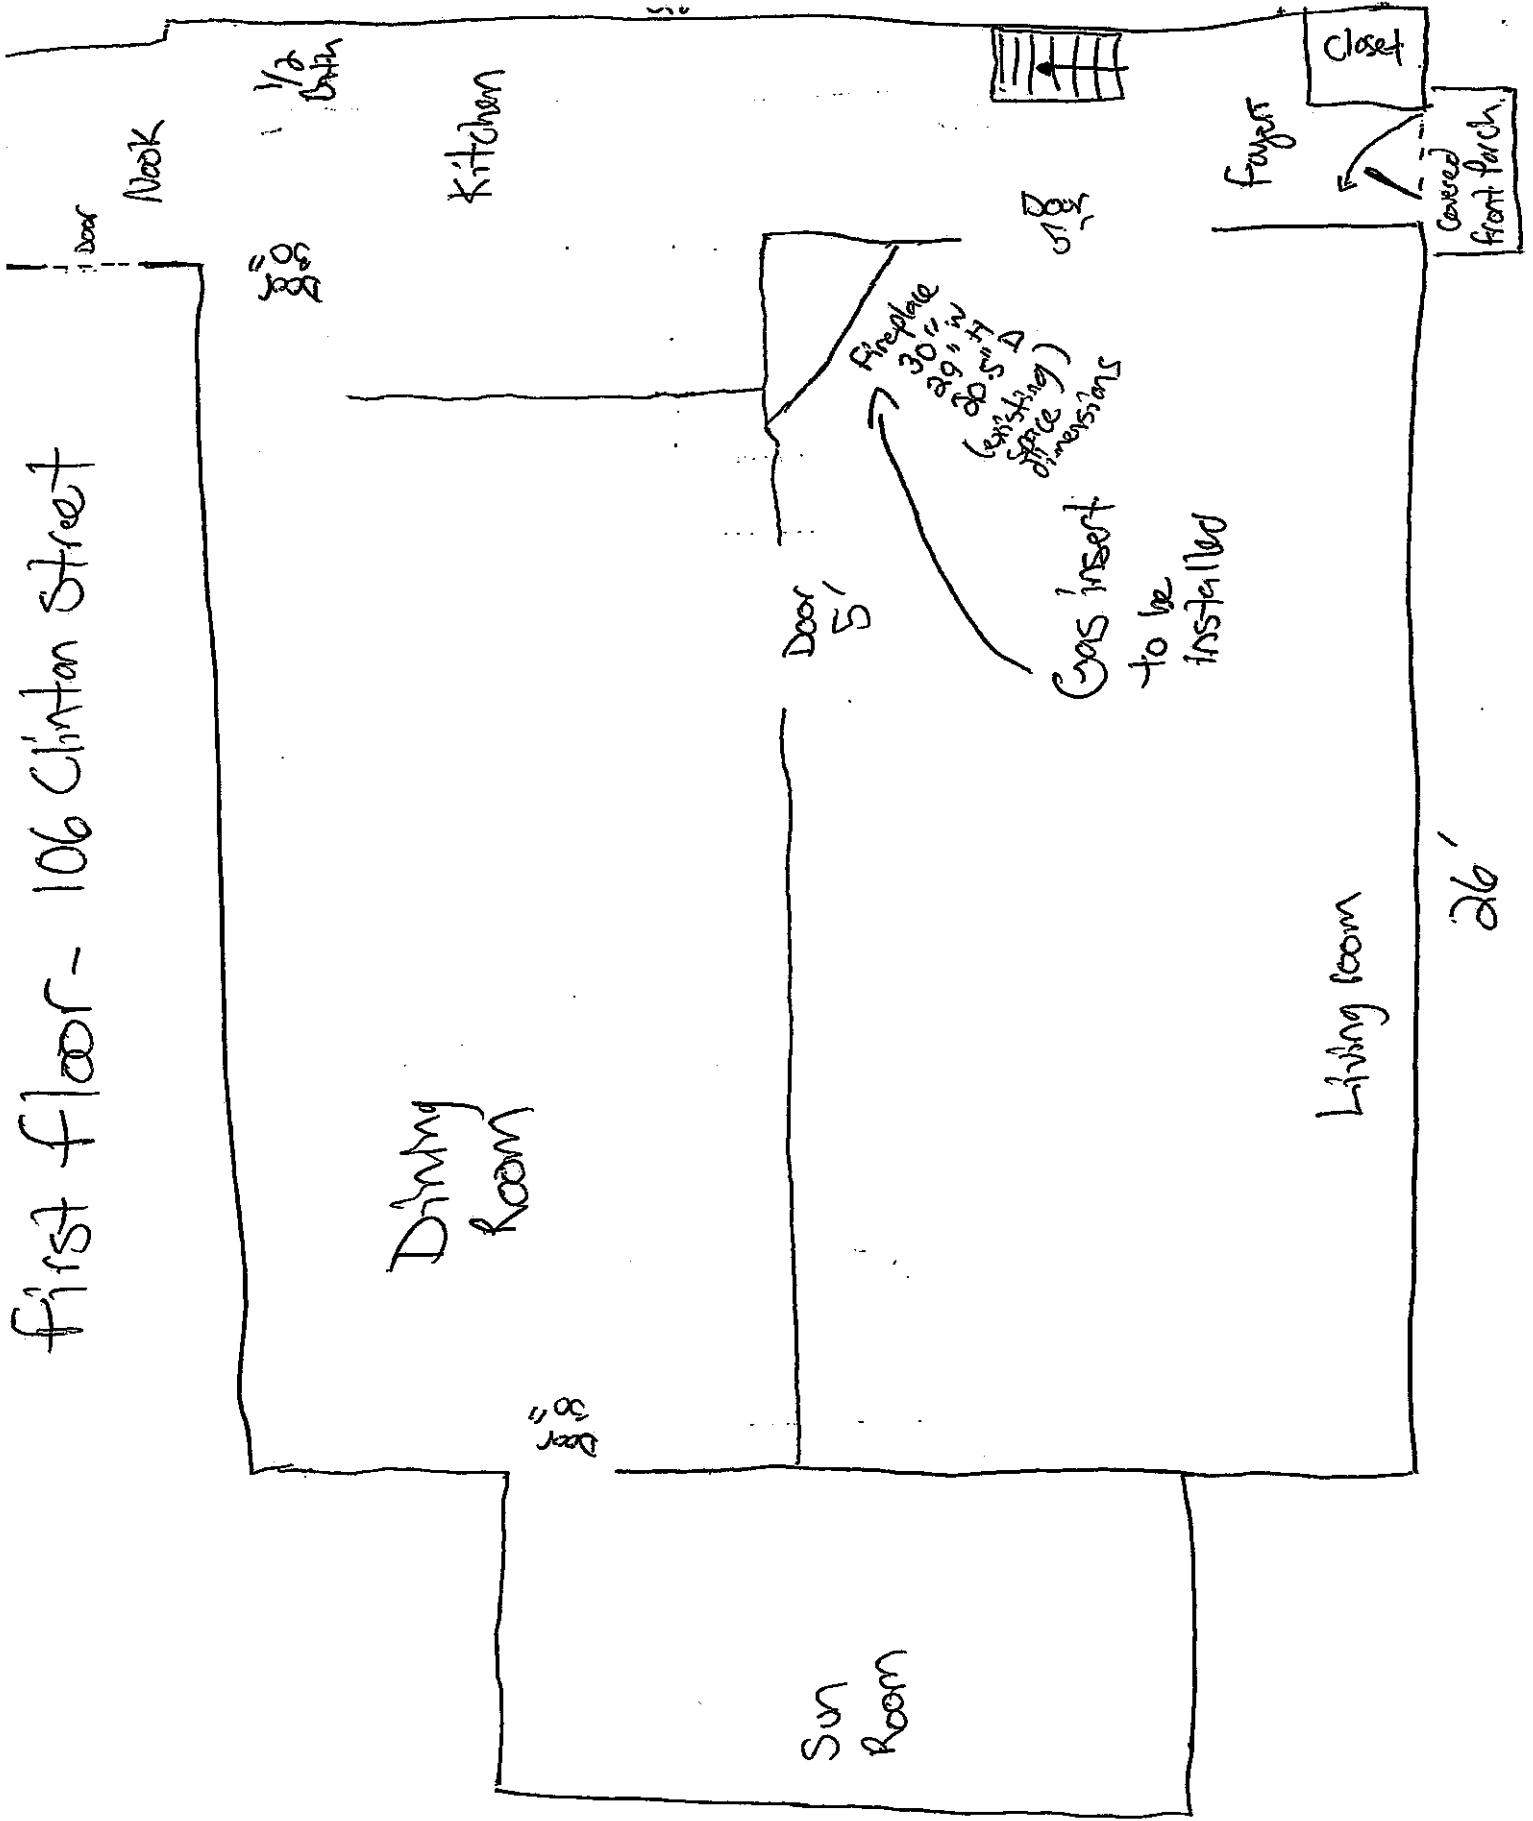 First floor - 106 Clinton Street
Door
Nook
1/2
Bath
Door
30"
Kitchen
Closet
Foyer
Covered
Front Porch
Door
5'
Fireplace
30" W
29" H
20.5" D
(existing)
space
dimensions
Door
5'
Gas insert
to be
installed
Dining
Room
Door
30"
Living room
26'
Sun
Room